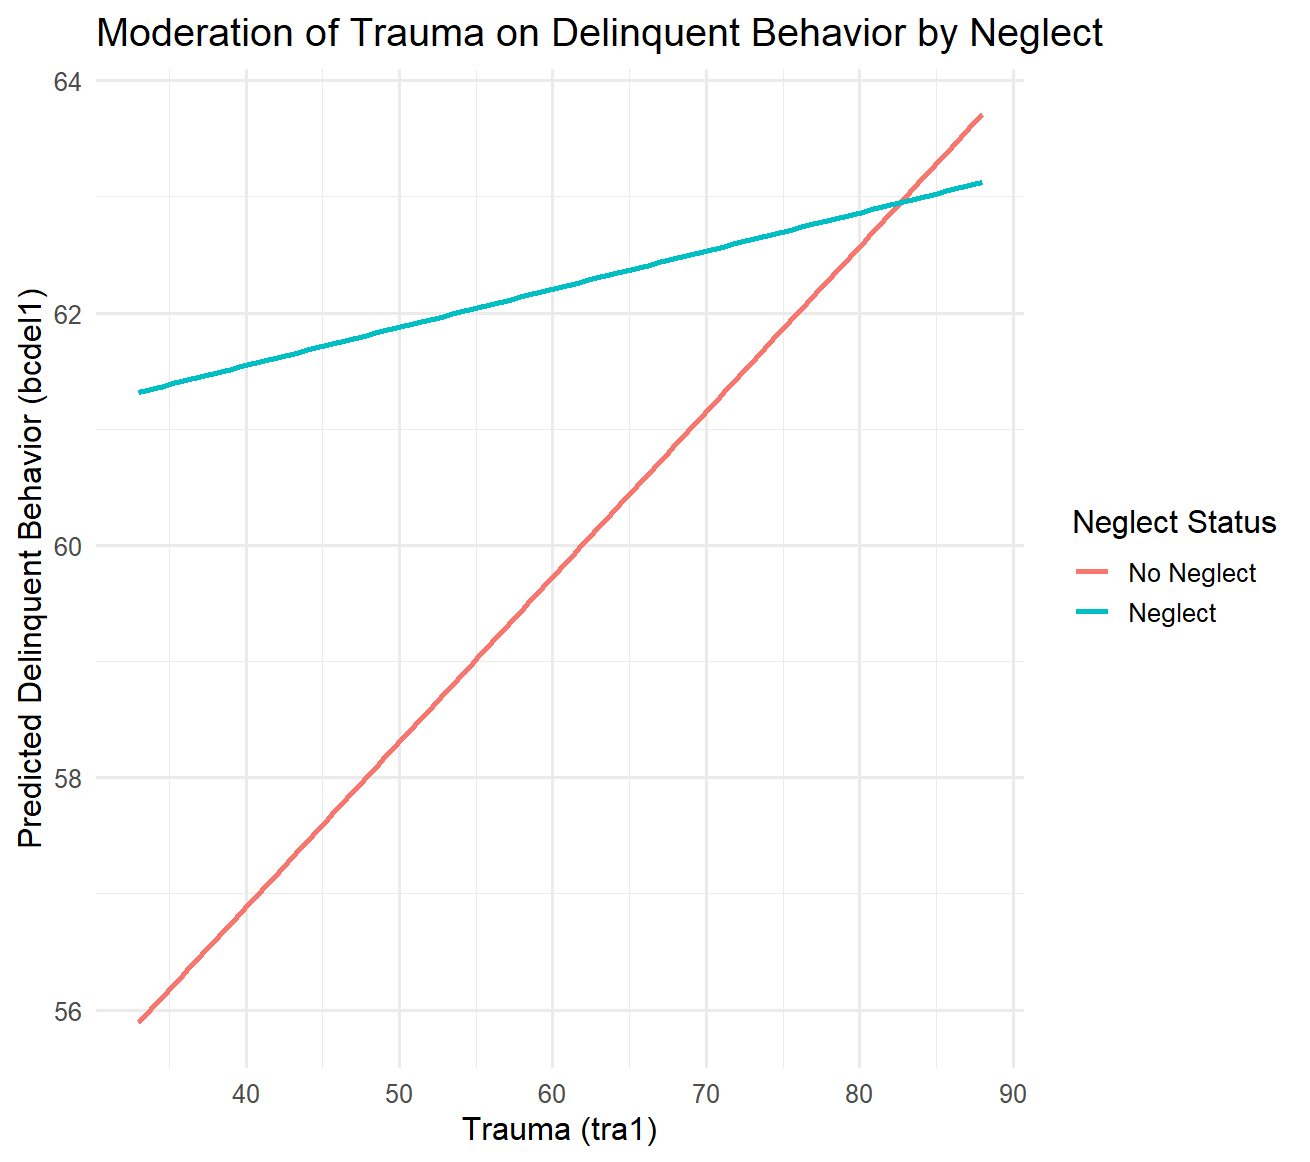 Moderation of Trauma on Delinquent Behavior by Neglect
Predicted Delinquent Behavior (bcdel1)
64
62
60
58
56
40 50 60 70 80 90
Trauma (tra1)
Neglect Status
No Neglect
Neglect